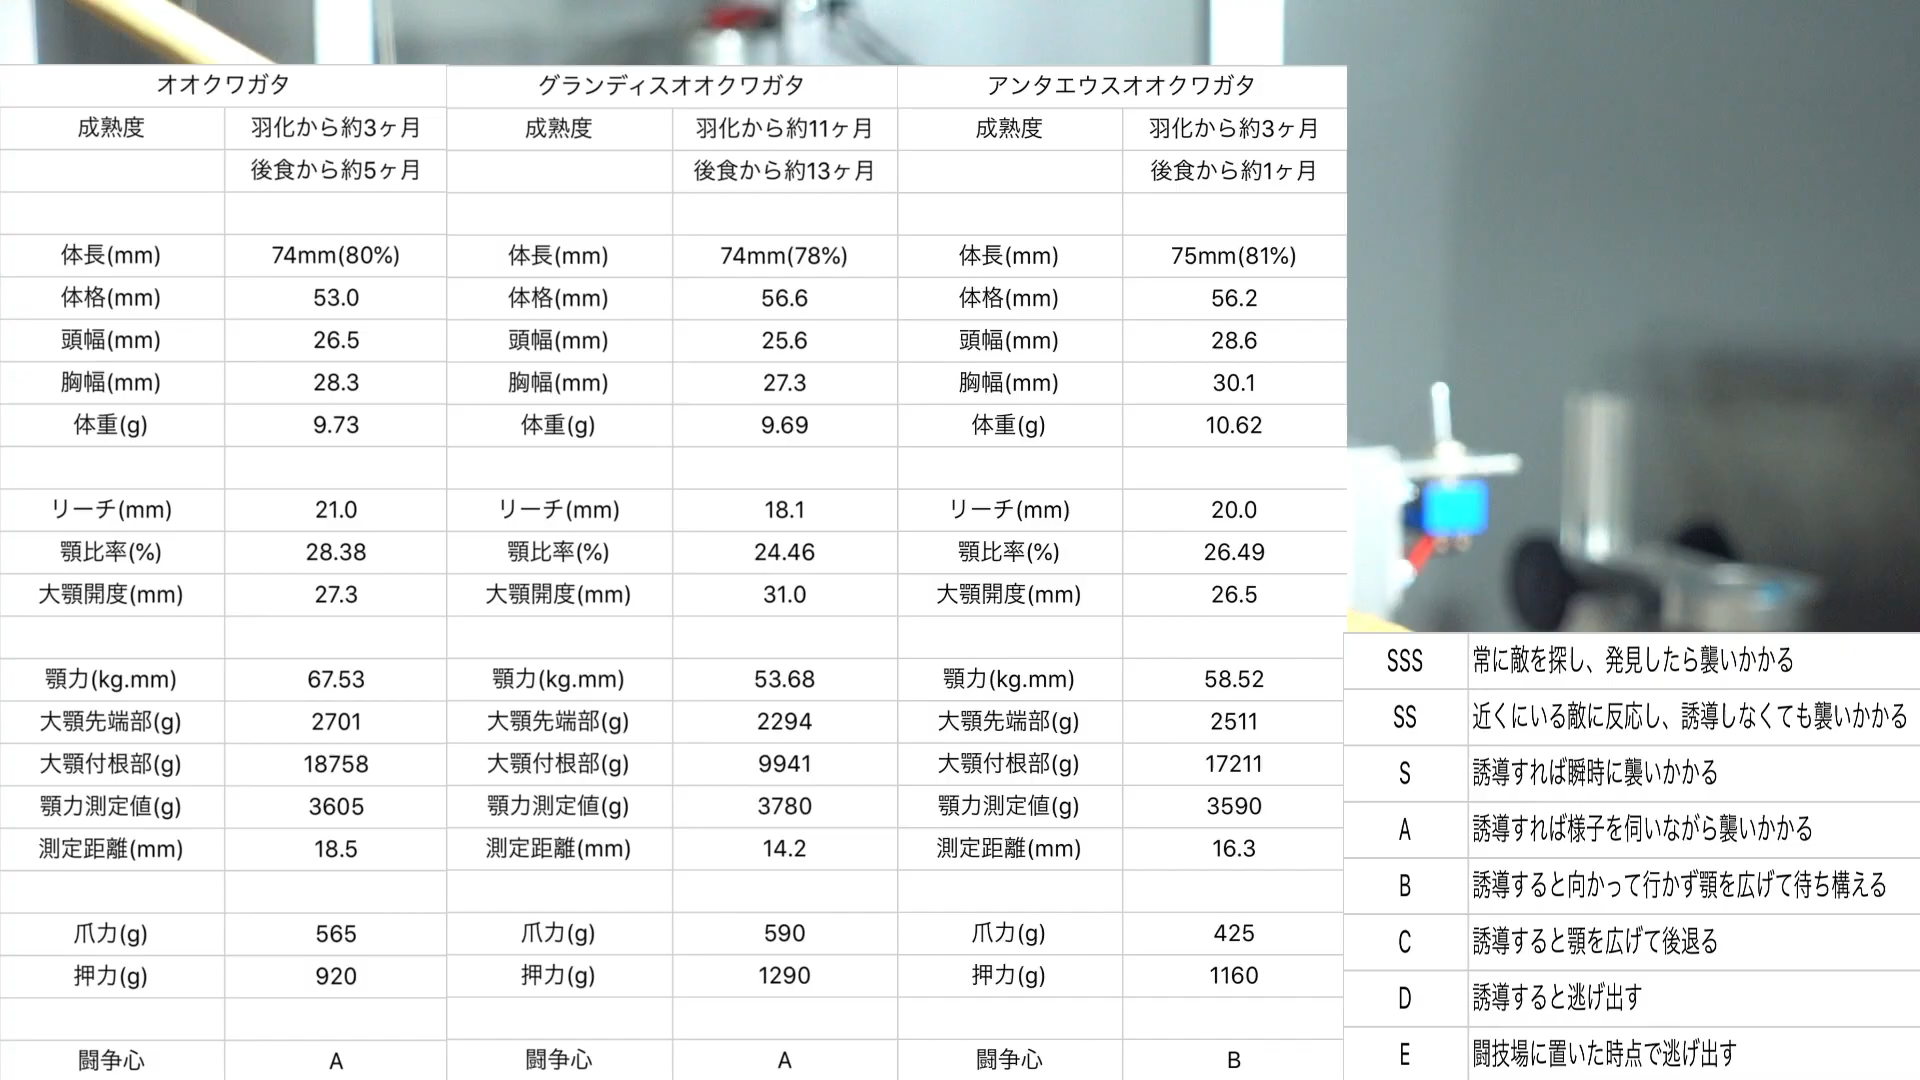 オオクワガタ グランディスオオクワガタ アンタエウスオオクワガタ
成熟度 羽化から約3ヶ月 成熟度 羽化から約11ヶ月 成熟度 羽化から約3ヶ月
後食から約5ヶ月 後食から約13ヶ月 後食から約1ヶ月
体長(mm) 74mm(80%) 体長(mm) 74mm(78%) 体長(mm) 75mm(81%)
体格(mm) 53.0 体格(mm) 56.6 体格(mm) 56.2
頭幅(mm) 26.5 頭幅(mm) 25.6 頭幅(mm) 28.6
胸幅(mm) 28.3 胸幅(mm) 27.3 胸幅(mm) 30.1
体重(g) 9.73 体重(g) 9.69 体重(g) 10.62
リーチ(mm) 21.0 リーチ(mm) 18.1 リーチ(mm) 20.0
顎比率(%) 28.38 顎比率(%) 24.46 顎比率(%) 26.49
大顎開度(mm) 27.3 大顎開度(mm) 31.0 大顎開度(mm) 26.5
顎力(kg.mm) 67.53 顎力(kg.mm) 53.68 顎力(kg.mm) 58.52
大顎先端部(g) 2701 大顎先端部(g) 2294 大顎先端部(g) 2511
大顎付根部(g) 18758 大顎付根部(g) 9941 大顎付根部(g) 17211
顎力測定値(g) 3605 顎力測定値(g) 3780 顎力測定値(g) 3590
測定距離(mm) 18.5 測定距離(mm) 14.2 測定距離(mm) 16.3
爪力(g) 565 爪力(g) 590 爪力(g) 425
押力(g) 920 押力(g) 1290 押力(g) 1160
闘争心 A 闘争心 A 闘争心 B
SSS 常に敵を探し、発見したら襲いかかる
SS 近くにいる敵に反応し、誘導しなくても襲いかかる
S 誘導すれば瞬時に襲いかかる
A 誘導すれば様子を伺いながら襲いかかる
B 誘導すると向かって行かず顎を広げて待ち構える
C 誘導すると顎を広げて後退る
D 誘導すると逃げ出す
E 闘技場に置いた時点で逃げ出す